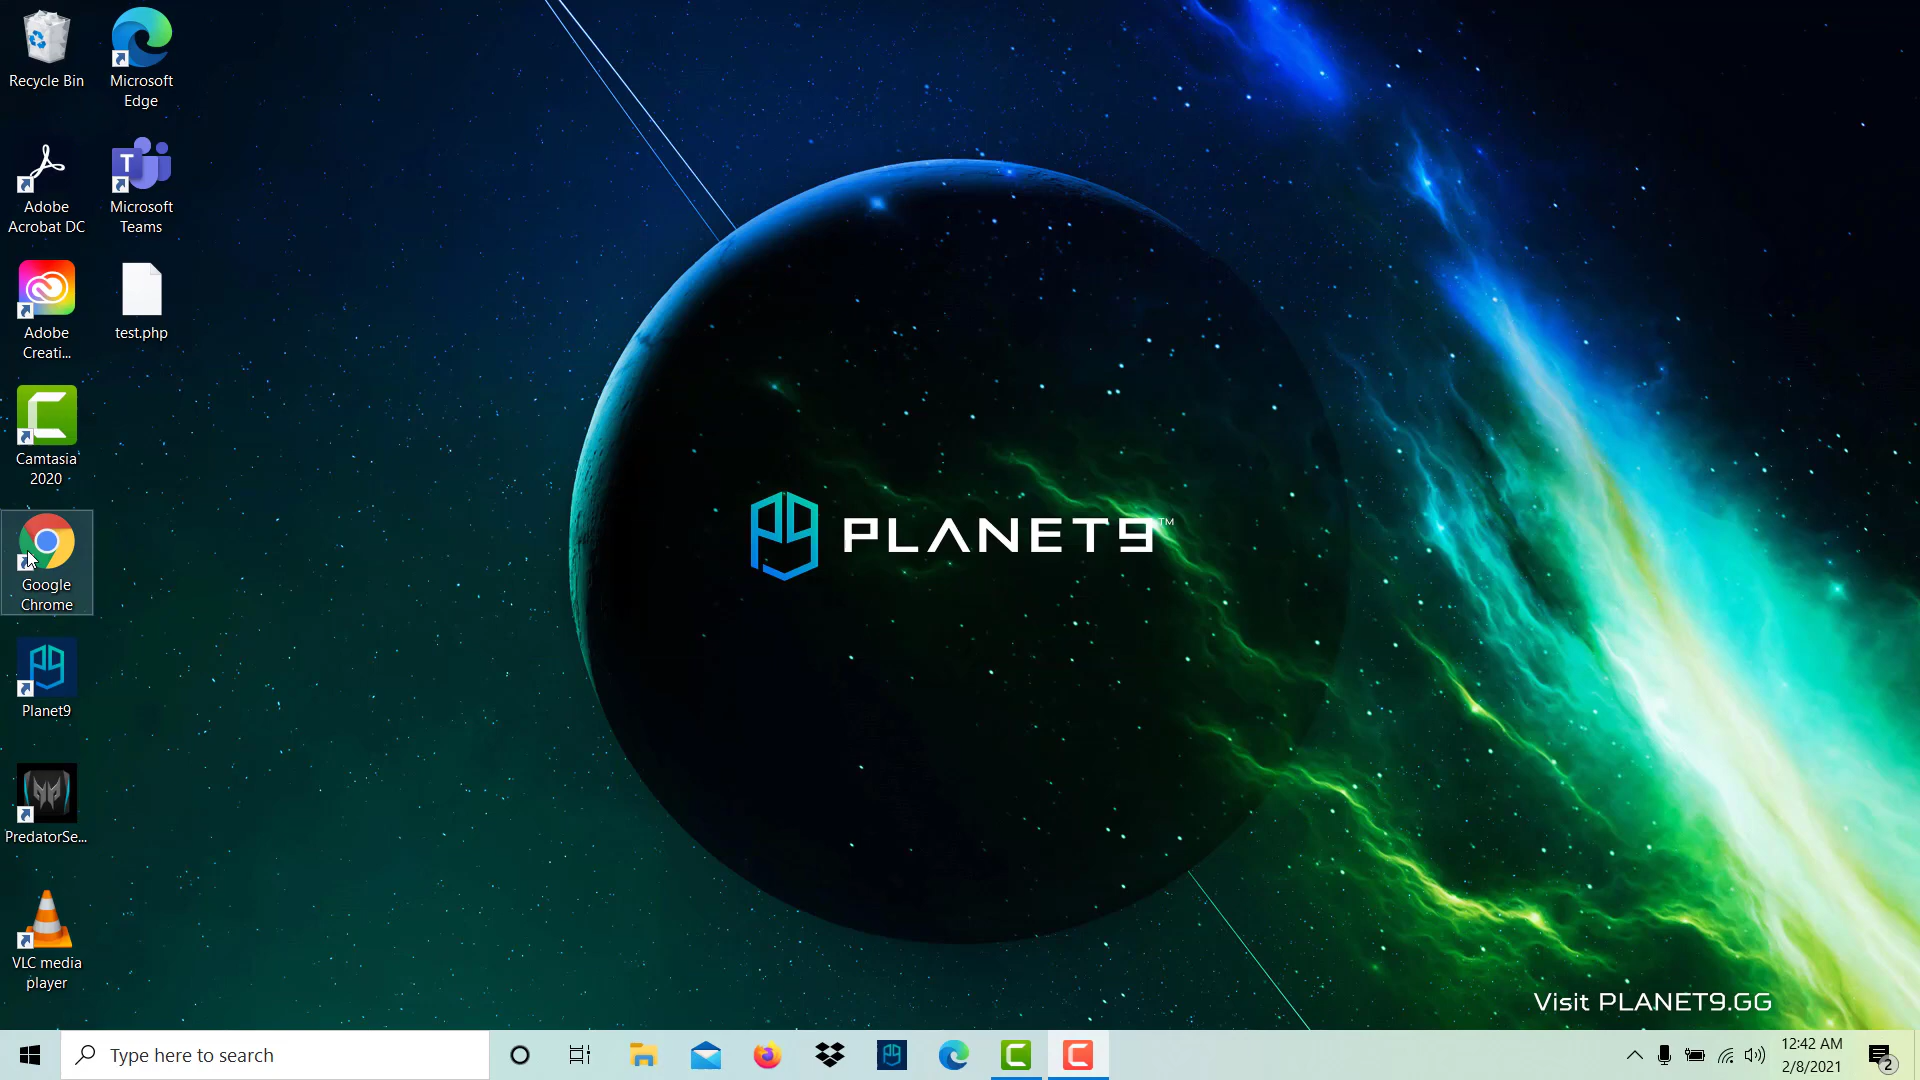 Recycle Bin
Microsoft
Edge
Adobe
Acrobat DC
Microsoft
Teams
Adobe
Creati...
test.php
Camtasia
2020
Google
Chrome
Planet9
PredatorSe...
VLC media
player
PLANET9™
Visit PLANET9.GG
Type here to search
12:42 AM
2/8/2021
2